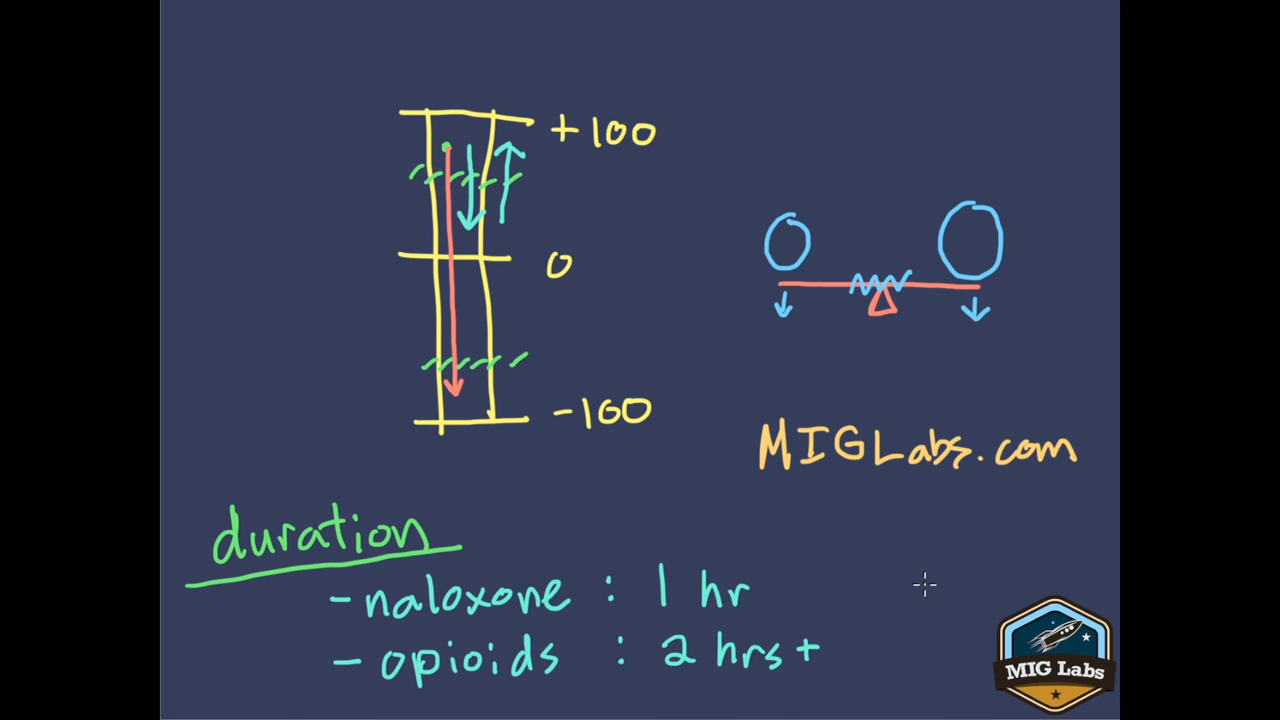 +100
0
-100
MIGLabs.com
duration
- naloxone : 1 hr
- opioids : 2 hrs+
MIG Labs